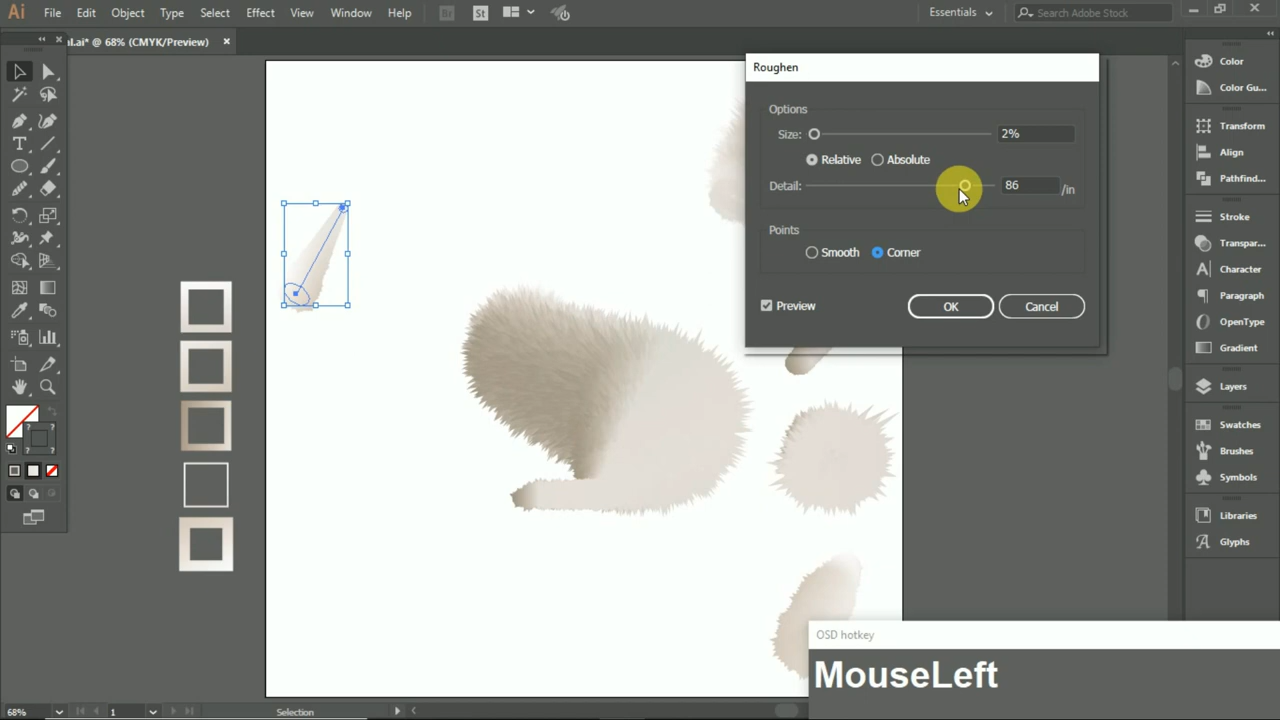 Ai File Edit Object Type Select Effect View Window Help Br St Essentials Search Adobe Stock
l.ai* @ 68% (CMYK/Preview)
Roughen
Options
Size: 2%
Relative Absolute
Detail: 86 /in
Points
Smooth Corner
Preview OK Cancel
Color
Color Gu...
Transform
Align
Pathfind...
Stroke
Transpar...
Character
Paragraph
OpenType
Gradient
Layers
Swatches
Brushes
Symbols
Libraries
Glyphs
? ?
? ?
OSD hotkey
MouseLeft
68% 1 Selection